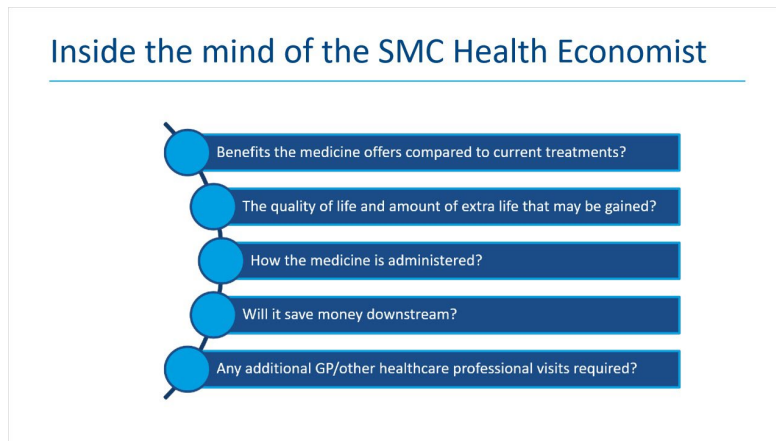 Inside the mind of the SMC Health Economist
Benefits the medicine offers compared to current treatments?
The quality of life and amount of extra life that may be gained?
How the medicine is administered?
Will it save money downstream?
Any additional GP/other healthcare professional visits required?